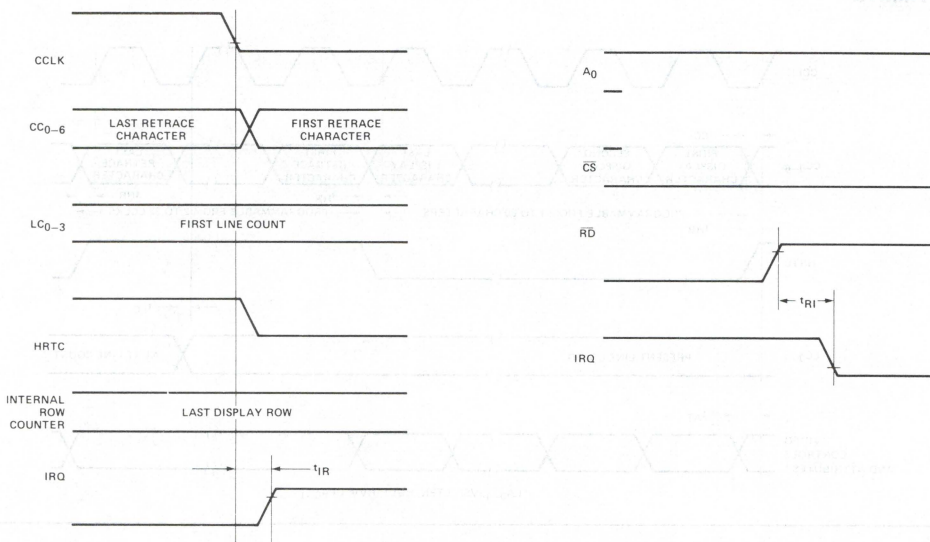 CCLK
CC0–6
LAST RETRACE
CHARACTER
FIRST RETRACE
CHARACTER
LC0–3
FIRST LINE COUNT
HRTC
INTERNAL
ROW
COUNTER
LAST DISPLAY ROW
IRQ
tIR
A0
CS
RD
tRI
IRQ